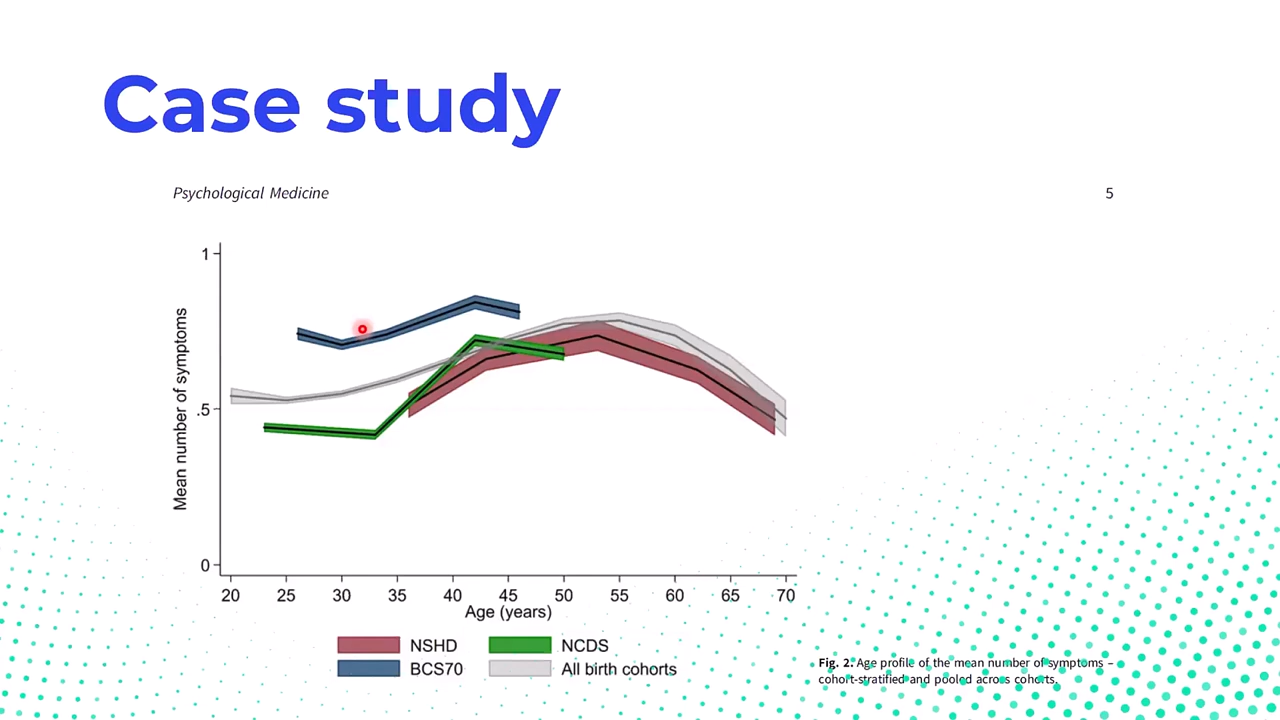 Case study
Psychological Medicine
5
1
.5
0
Mean number of symptoms
20 25 30 35 40 45 50 55 60 65 70
Age (years)
NSHD NCDS
BCS70 All birth cohorts
Fig. 2. Age profile of the mean number of symptoms –
cohort-stratified and pooled across cohorts.